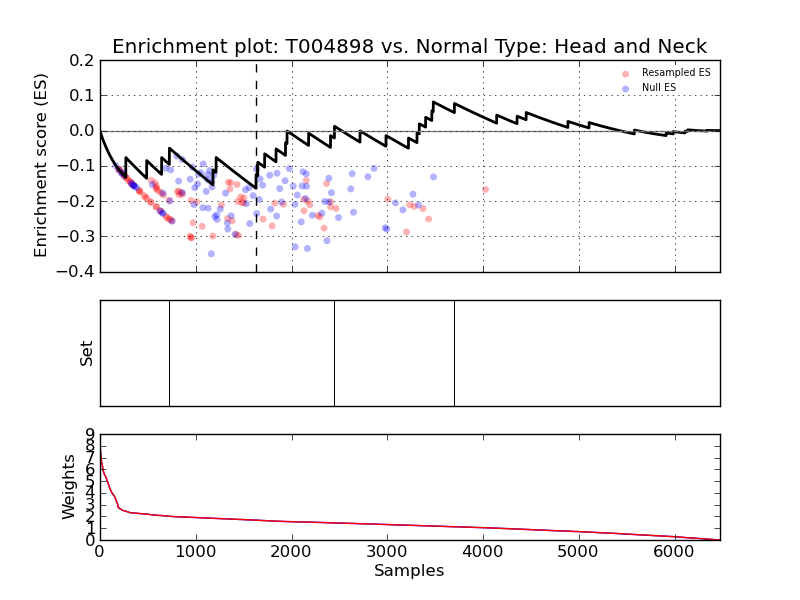 Enrichment plot: T004898 vs. Normal Type: Head and Neck
Enrichment score (ES)
0.2
0.1
0.0
−0.1
−0.2
−0.3
−0.4
Resampled ES
Null ES
Set
Weights
9
8
7
6
5
4
3
2
1
0
0 1000 2000 3000 4000 5000 6000
Samples